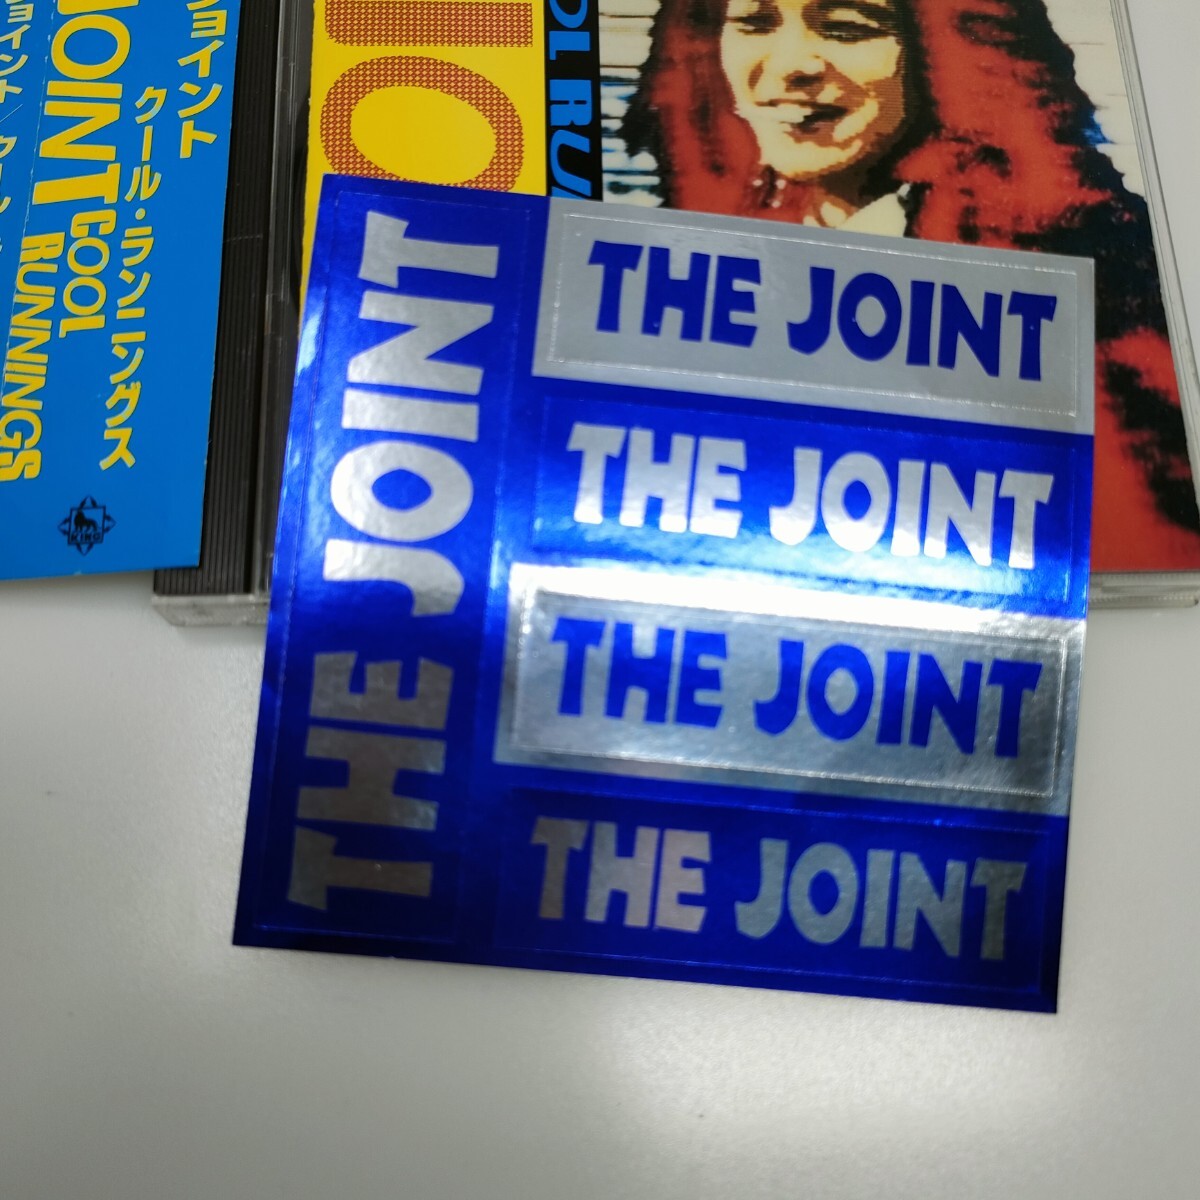 ョイント
クール・ランニングス
JOINT COOL
RUNNINGS
KING
THE JOINT
THE JOINT
THE JOINT
THE JOINT
THE JOINT